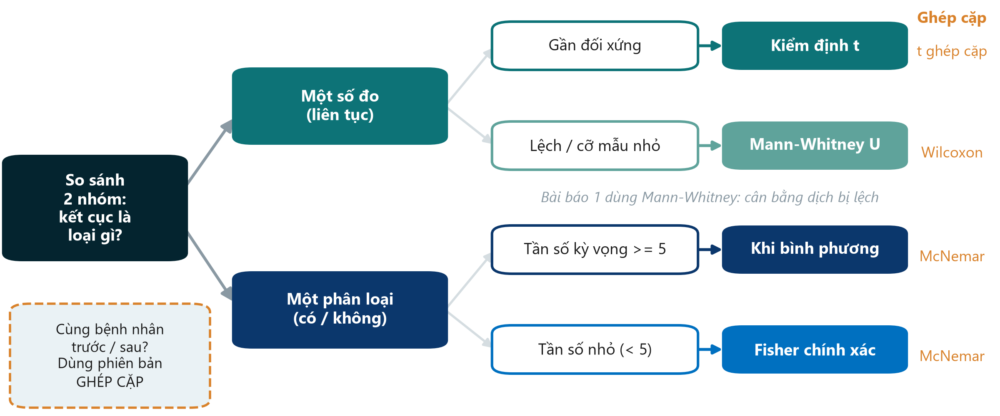 So sánh
2 nhóm:
kết cục là
loại gì?
Cùng bệnh nhân
trước / sau?
Dùng phiên bản
GHÉP CẶP
Một số đo
(liên tục)
Gần đối xứng
Kiểm định t
Ghép cặp
t ghép cặp
Lệch / cỡ mẫu nhỏ
Mann-Whitney U
Wilcoxon
Bài báo 1 dùng Mann-Whitney: cân bằng dịch bị lệch
Một phân loại
(có / không)
Tần số kỳ vọng >= 5
Khi bình phương
McNemar
Tần số nhỏ (< 5)
Fisher chính xác
McNemar